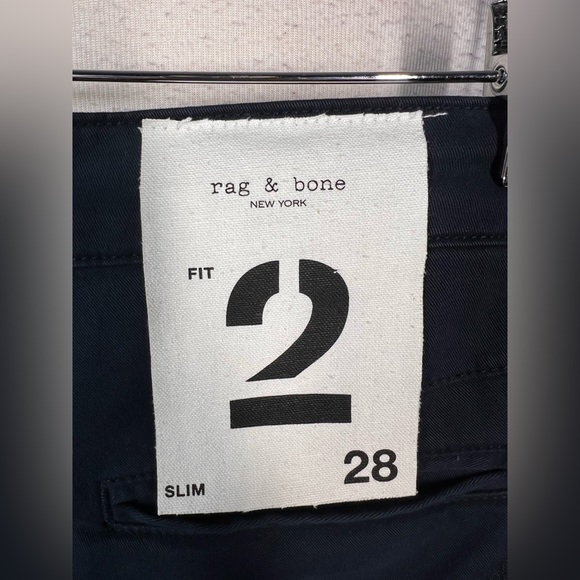 rag & bone
NEW YORK
FIT
2
SLIM
28